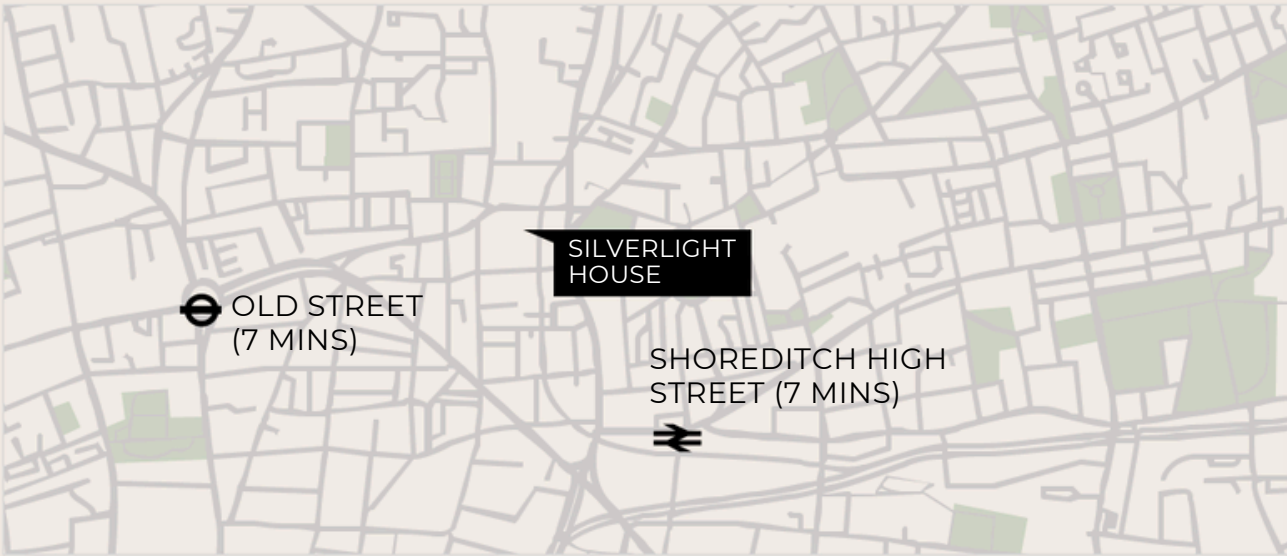 SILVERLIGHT
HOUSE
OLD STREET
(7 MINS)
SHOREDITCH HIGH
STREET (7 MINS)